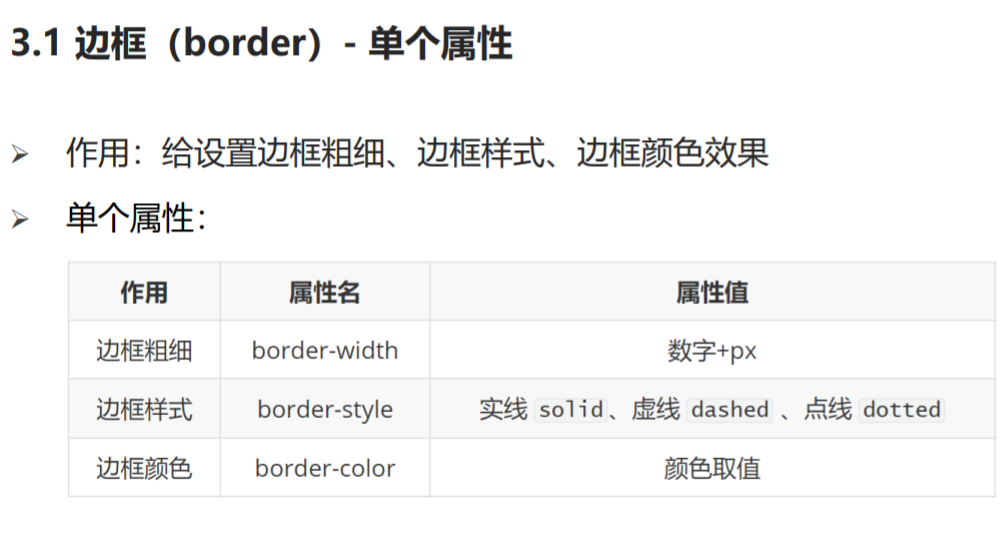 3.1 边框（border）- 单个属性
➢ 作用：给设置边框粗细、边框样式、边框颜色效果
➢ 单个属性：
作用 属性名 属性值
边框粗细 border-width 数字+px
边框样式 border-style 实线 solid、虚线 dashed 、点线 dotted
边框颜色 border-color 颜色取值